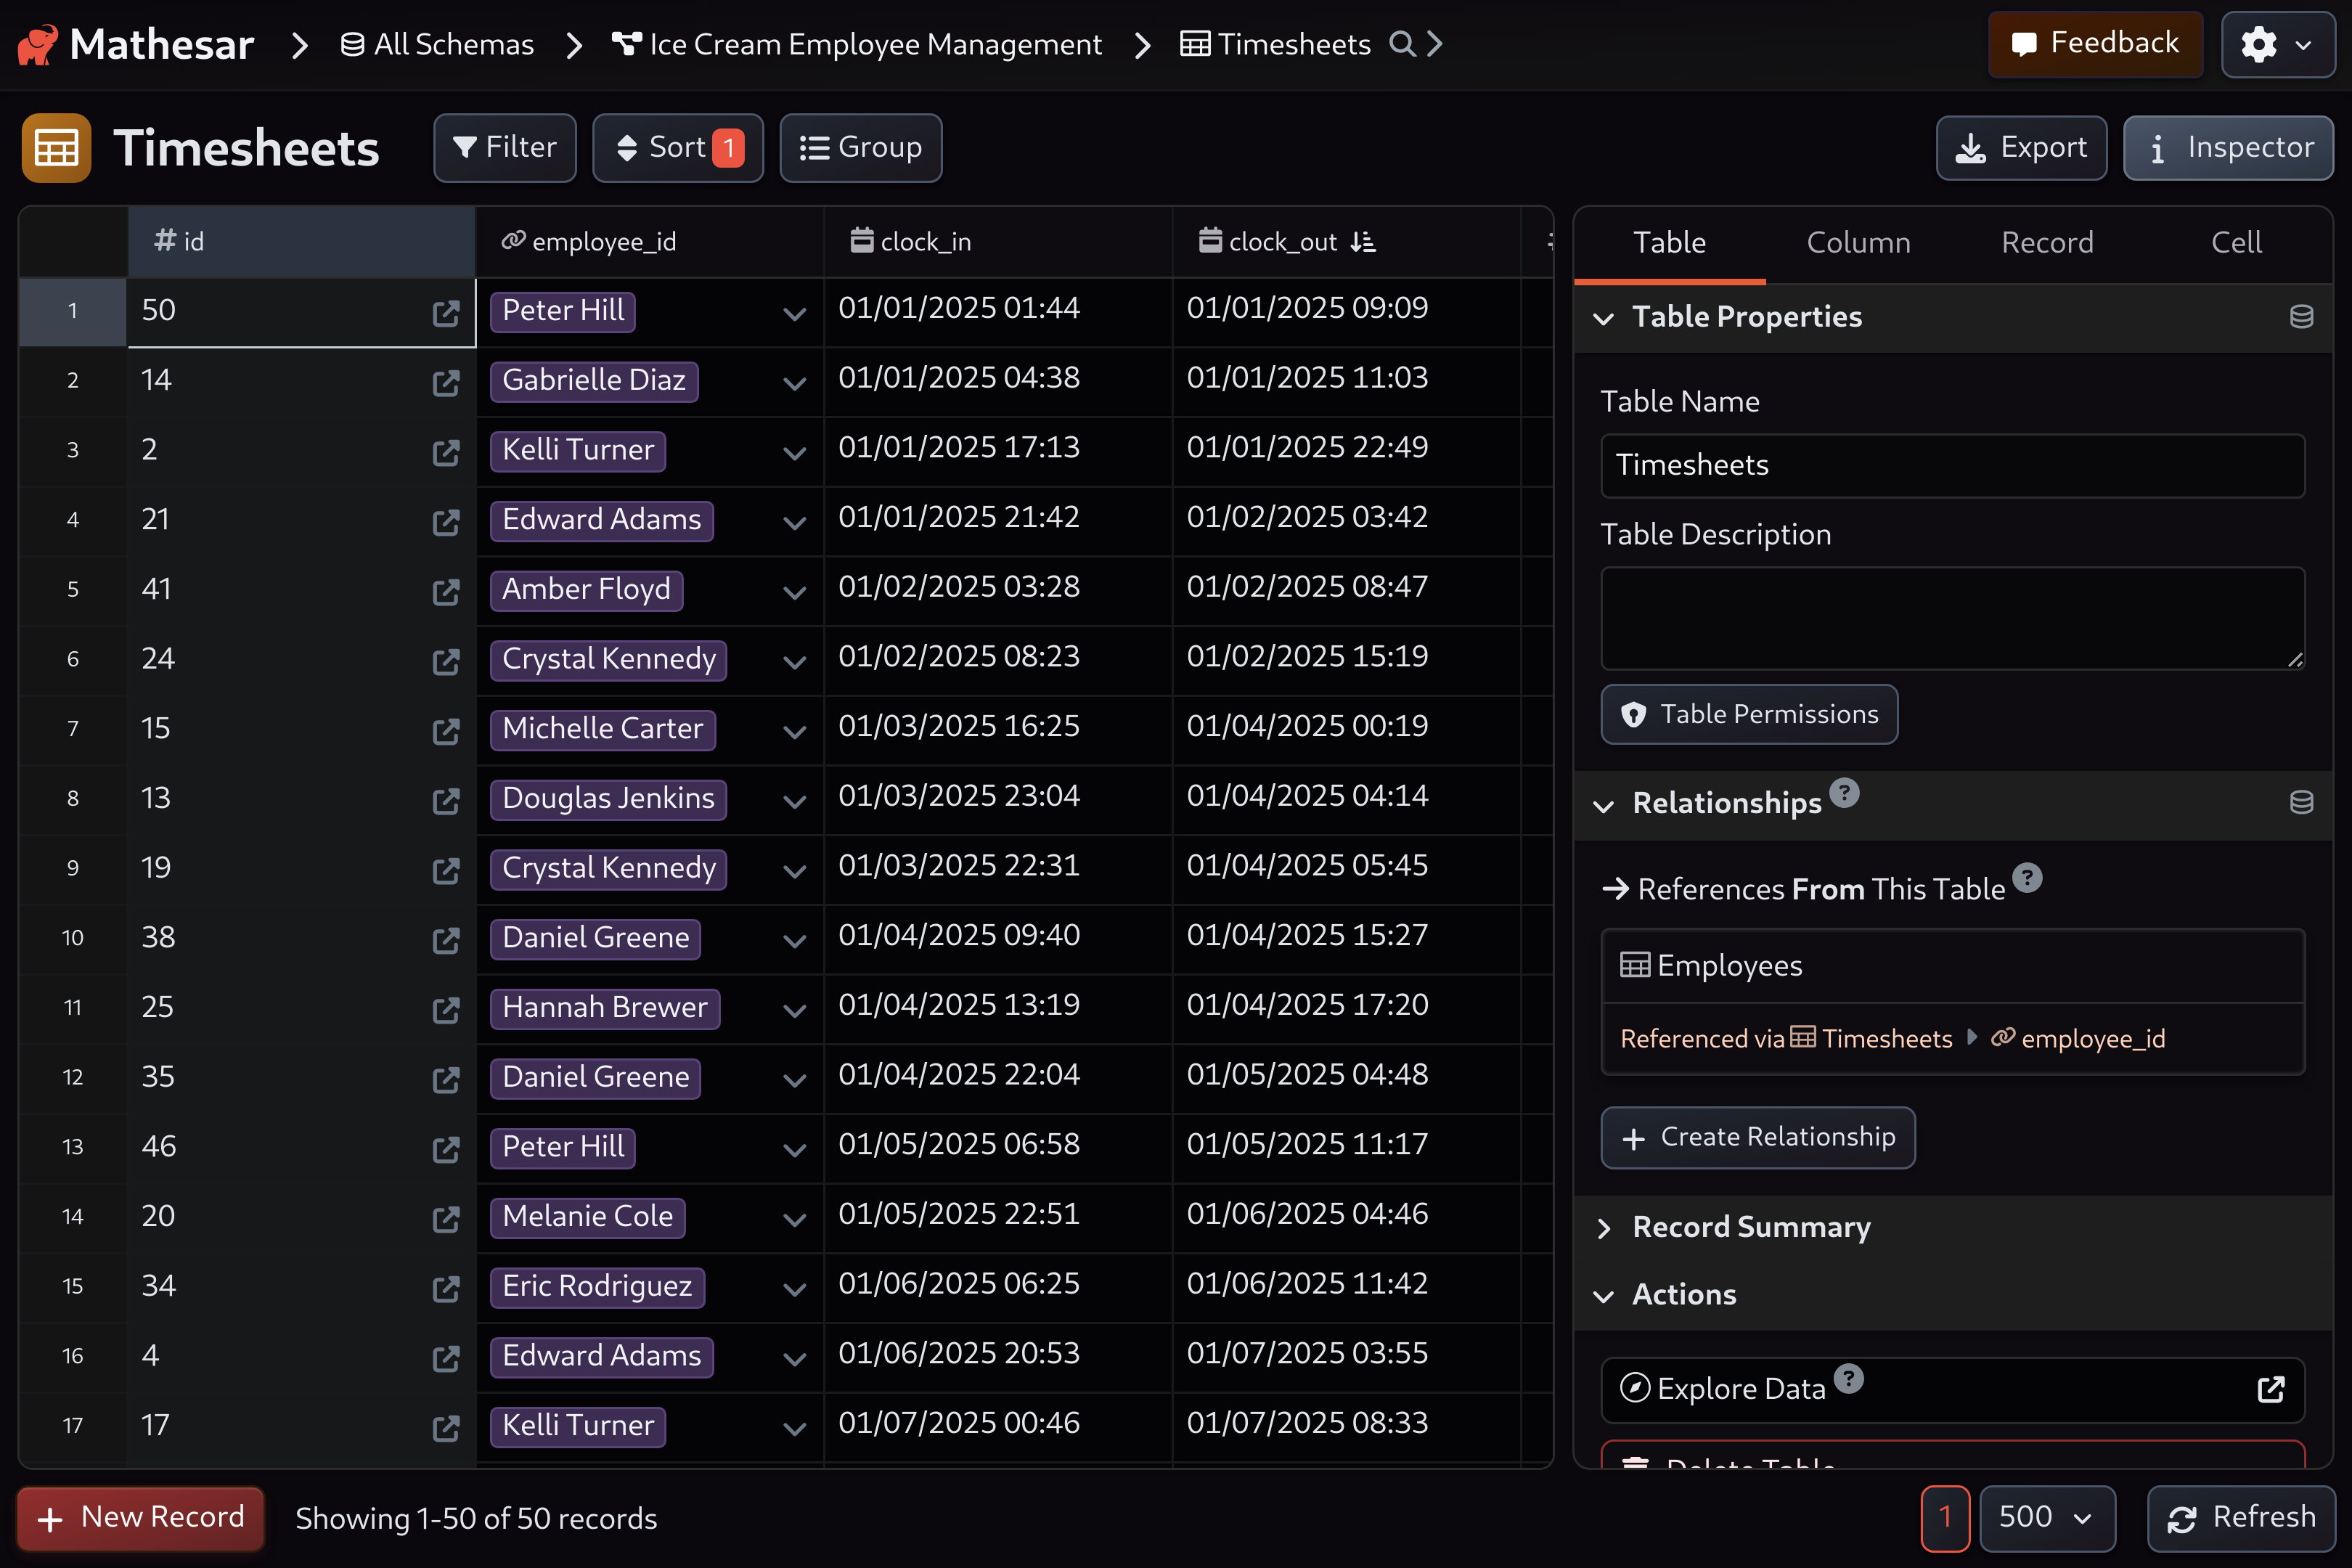 Mathesar All Schemas Ice Cream Employee Management Timesheets Feedback
Timesheets Filter Sort 1 Group Export Inspector
id employee_id clock_in clock_out
1 50 Peter Hill 01/01/2025 01:44 01/01/2025 09:09
2 14 Gabrielle Diaz 01/01/2025 04:38 01/01/2025 11:03
3 2 Kelli Turner 01/01/2025 17:13 01/01/2025 22:49
4 21 Edward Adams 01/01/2025 21:42 01/02/2025 03:42
5 41 Amber Floyd 01/02/2025 03:28 01/02/2025 08:47
6 24 Crystal Kennedy 01/02/2025 08:23 01/02/2025 15:19
7 15 Michelle Carter 01/03/2025 16:25 01/04/2025 00:19
8 13 Douglas Jenkins 01/03/2025 23:04 01/04/2025 04:14
9 19 Crystal Kennedy 01/03/2025 22:31 01/04/2025 05:45
10 38 Daniel Greene 01/04/2025 09:40 01/04/2025 15:27
11 25 Hannah Brewer 01/04/2025 13:19 01/04/2025 17:20
12 35 Daniel Greene 01/04/2025 22:04 01/05/2025 04:48
13 46 Peter Hill 01/05/2025 06:58 01/05/2025 11:17
14 20 Melanie Cole 01/05/2025 22:51 01/06/2025 04:46
15 34 Eric Rodriguez 01/06/2025 06:25 01/06/2025 11:42
16 4 Edward Adams 01/06/2025 20:53 01/07/2025 03:55
17 17 Kelli Turner 01/07/2025 00:46 01/07/2025 08:33
Table Column Record Cell
Table Properties
Table Name
Timesheets
Table Description
Table Permissions
Relationships ?
References From This Table ?
Employees
Referenced via Timesheets employee_id
+ Create Relationship
Record Summary
Actions
Explore Data ?
Delete Table
+ New Record Showing 1-50 of 50 records 1 500 Refresh